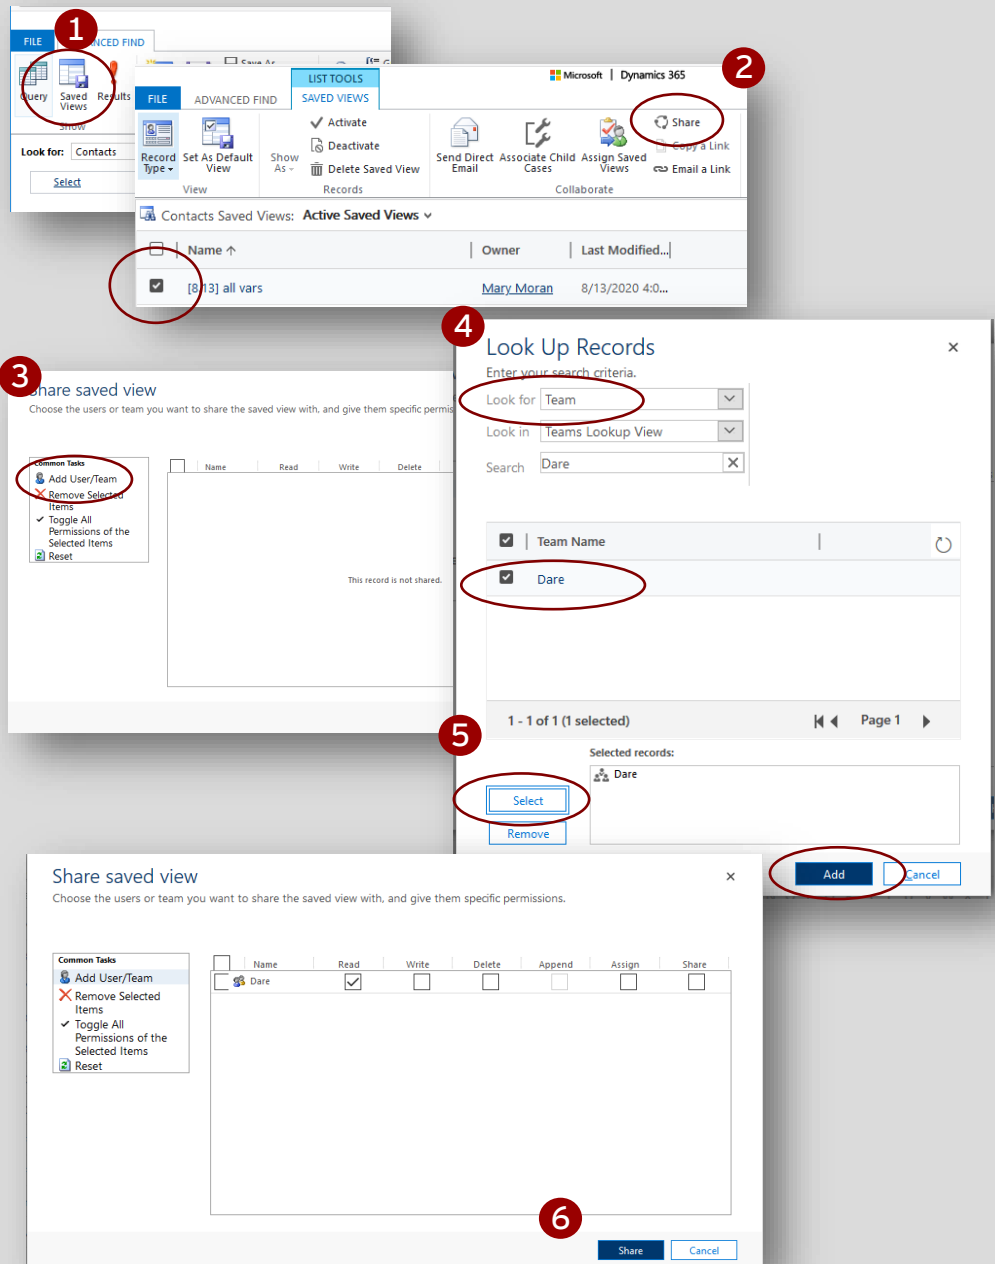 1
FILE
ANCED FIND
Query
Saved
Views
Results
Show
Look for: Contacts
Select
Save As
2
LIST TOOLS
Microsoft | Dynamics 365
FILE
ADVANCED FIND
SAVED VIEWS
Record
Type
Set As Default
View
Show
As
Activate
Deactivate
Delete Saved View
Send Direct
Email
Associate Child
Cases
Assign Saved
Views
Share
Copy a Link
Email a Link
View
Records
Collaborate
Contacts Saved Views: Active Saved Views
Name
Owner
Last Modified...
[8/13] all vars
Mary Moran
8/13/2020 4:0...
3
Share saved view
Choose the users or team you want to share the saved view with, and give them specific permis
Common Tasks
Add User/Team
Remove Selected
Items
Toggle All
Permissions of the
Selected Items
Reset
Name Read Write Delete
This record is not shared.
4
Look Up Records
Enter your search criteria.
Look for Team
Look in Teams Lookup View
Search Dare
Team Name
Dare
1 - 1 of 1 (1 selected)
Page 1
5
Selected records:
Dare
Select
Remove
Add
Cancel
Share saved view
Choose the users or team you want to share the saved view with, and give them specific permissions.
Common Tasks
Add User/Team
Remove Selected
Items
Toggle All
Permissions of the
Selected Items
Reset
Name Read Write Delete Append Assign Share
Dare
6
Share
Cancel